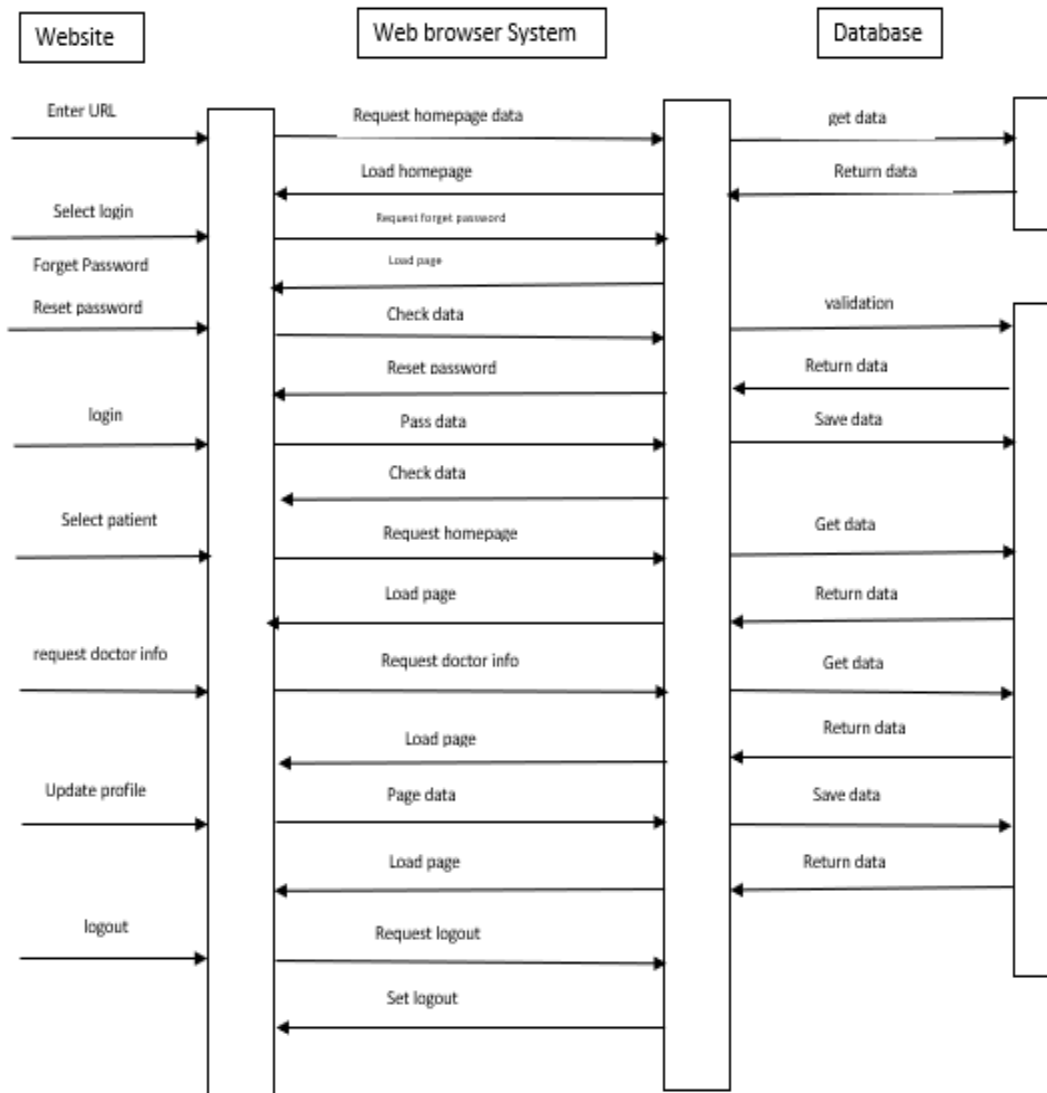 Website
Web browser System
Database
Enter URL
Request homepage data
get data
Load homepage
Return data
Select login
Request forget password
Forget Password
Load page
Reset password
Check data
validation
Reset password
Return data
login
Pass data
Save data
Check data
Select patient
Request homepage
Get data
Load page
Return data
request doctor info
Request doctor info
Get data
Load page
Return data
Update profile
Page data
Save data
Load page
Return data
logout
Request logout
Set logout